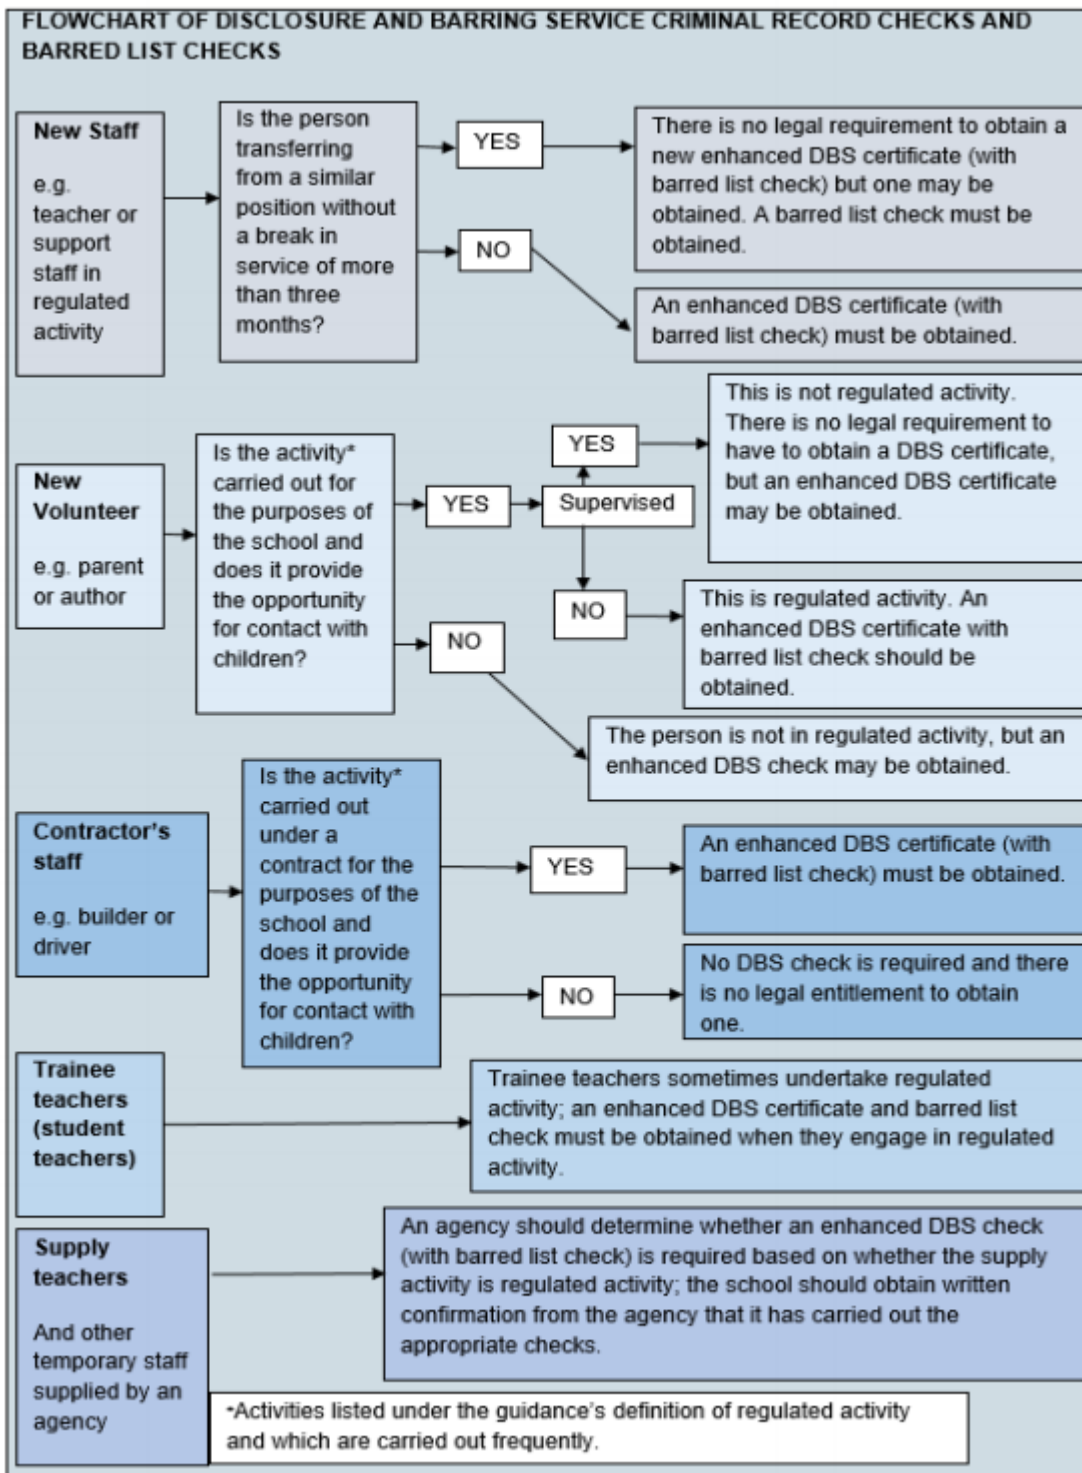 FLOWCHART OF DISCLOSURE AND BARRING SERVICE CRIMINAL RECORD CHECKS AND
BARRED LIST CHECKS
New Staff
e.g.
teacher or
support
staff in
regulated
activity
Is the person
transferring
from a similar
position without
a break in
service of more
than three
months?
YES
There is no legal requirement to obtain a
new enhanced DBS certificate (with
barred list check) but one may be
obtained. A barred list check must be
obtained.
NO
An enhanced DBS certificate (with
barred list check) must be obtained.
New
Volunteer
e.g. parent
or author
Is the activity*
carried out for
the purposes of
the school and
does it provide
the opportunity
for contact with
children?
YES
Supervised
YES
This is not regulated activity.
There is no legal requirement to
have to obtain a DBS certificate,
but an enhanced DBS certificate
may be obtained.
NO
This is regulated activity. An
enhanced DBS certificate with
barred list check should be
obtained.
NO
The person is not in regulated activity, but an
enhanced DBS check may be obtained.
Contractor's
staff
e.g. builder or
driver
Is the activity*
carried out
under a
contract for the
purposes of the
school and
does it provide
the opportunity
for contact with
children?
YES
An enhanced DBS certificate (with
barred list check) must be obtained.
NO
No DBS check is required and there
is no legal entitlement to obtain
one.
Trainee
teachers
(student
teachers)
Trainee teachers sometimes undertake regulated
activity; an enhanced DBS certificate and barred list
check must be obtained when they engage in regulated
activity.
Supply
teachers
And other
temporary staff
supplied by an
agency
An agency should determine whether an enhanced DBS check
(with barred list check) is required based on whether the supply
activity is regulated activity; the school should obtain written
confirmation from the agency that it has carried out the
appropriate checks.
*Activities listed under the guidance's definition of regulated activity
and which are carried out frequently.